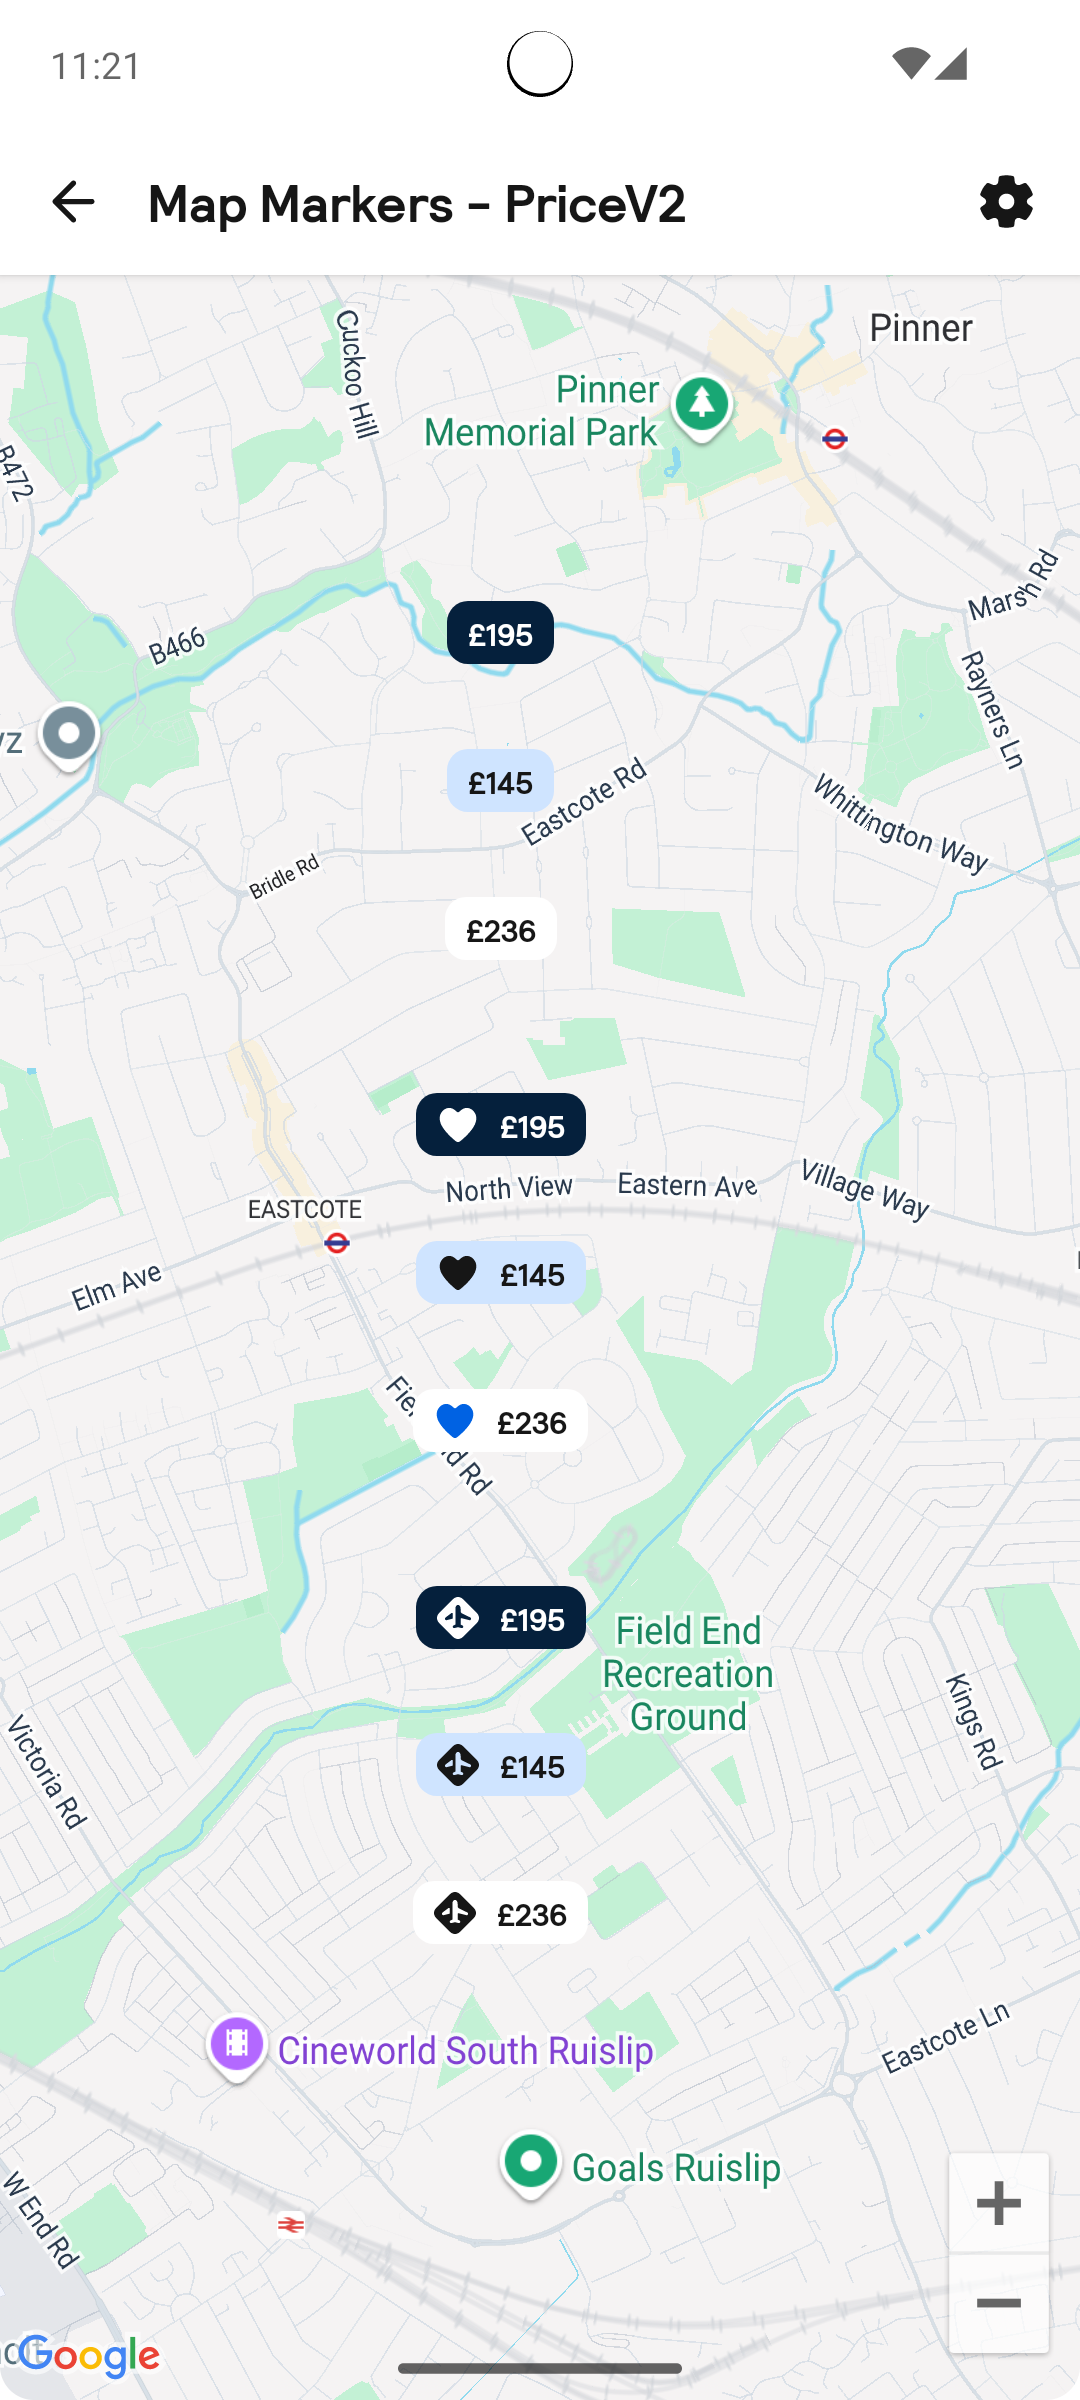 11:21
Map Markers – PriceV2
Pinner
Cuckoo Hill
Pinner
Memorial Park
B472
Marsh Rd
£195
B466
Rayners Ln
£145
Eastcote Rd
Whittington Way
Bridle Rd
£236
£195
North View
Eastern Ave
Village Way
EASTCOTE
Elm Ave
£145
£236
£195
Field End
Recreation
Ground
Kings Rd
Victoria Rd
£145
£236
Eastcote Ln
Cineworld South Ruislip
Goals Ruislip
W End Rd
+
−
Google